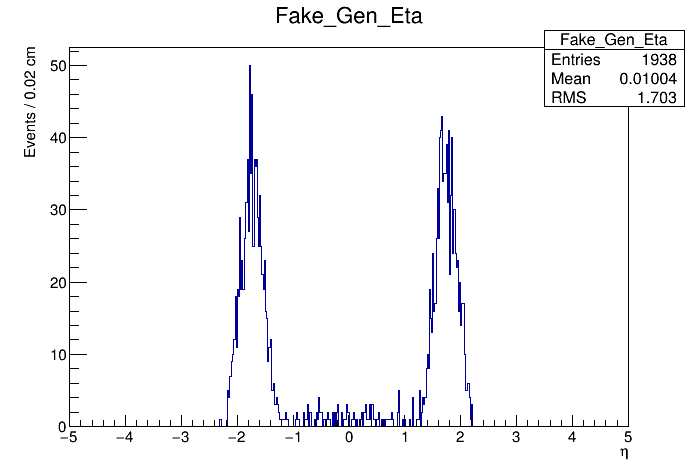 Fake_Gen_Eta
Fake_Gen_Eta
Entries 1938
Mean 0.01004
RMS 1.703
Events / 0.02 cm
50
40
30
20
10
0
−5 −4 −3 −2 −1 0 1 2 3 4 5
η